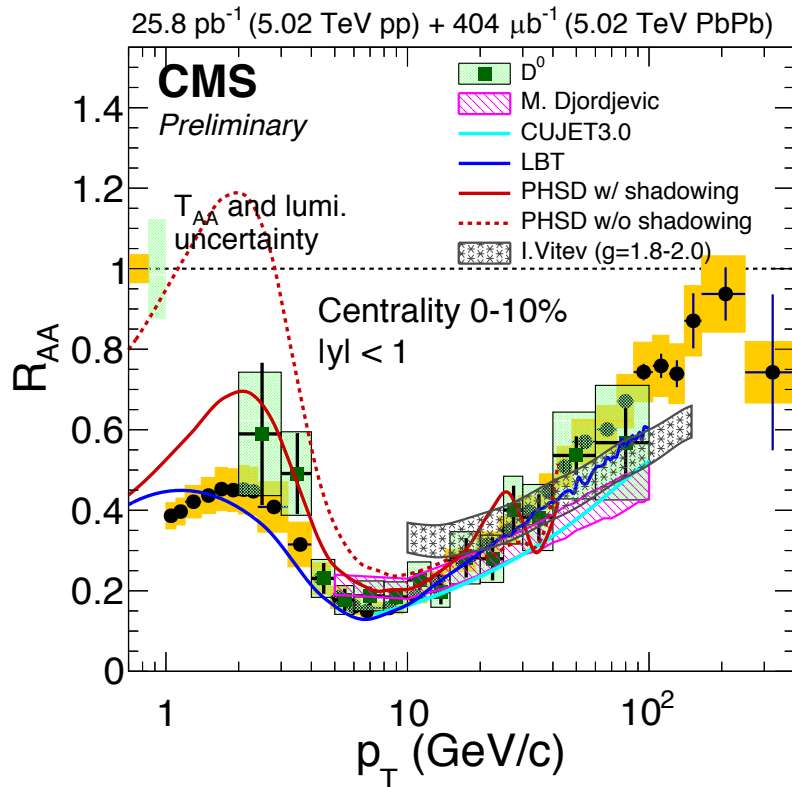 25.8 pb⁻¹ (5.02 TeV pp) + 404 μb⁻¹ (5.02 TeV PbPb)
CMS
Preliminary
D⁰
M. Djordjevic
CUJET3.0
LBT
PHSD w/ shadowing
PHSD w/o shadowing
I.Vitev (g=1.8-2.0)
T_AA and lumi.
uncertainty
Centrality 0-10%
|y| < 1
R_AA
1.4
1.2
1
0.8
0.6
0.4
0.2
0
1
10
10²
p_T (GeV/c)